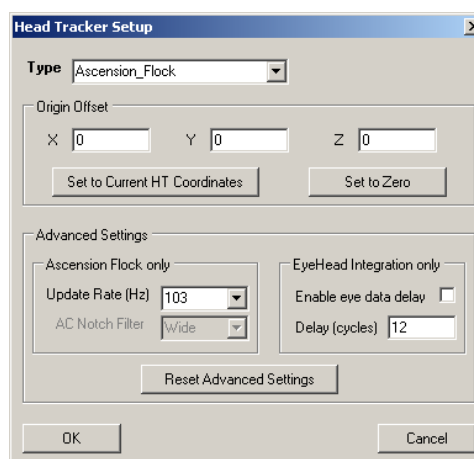 Head Tracker Setup
Type Ascension_Flock
Origin Offset
X 0 Y 0 Z 0
Set to Current HT Coordinates Set to Zero
Advanced Settings
Ascension Flock only EyeHead Integration only
Update Rate (Hz) 103 Enable eye data delay
AC Notch Filter Wide Delay (cycles) 12
Reset Advanced Settings
OK Cancel